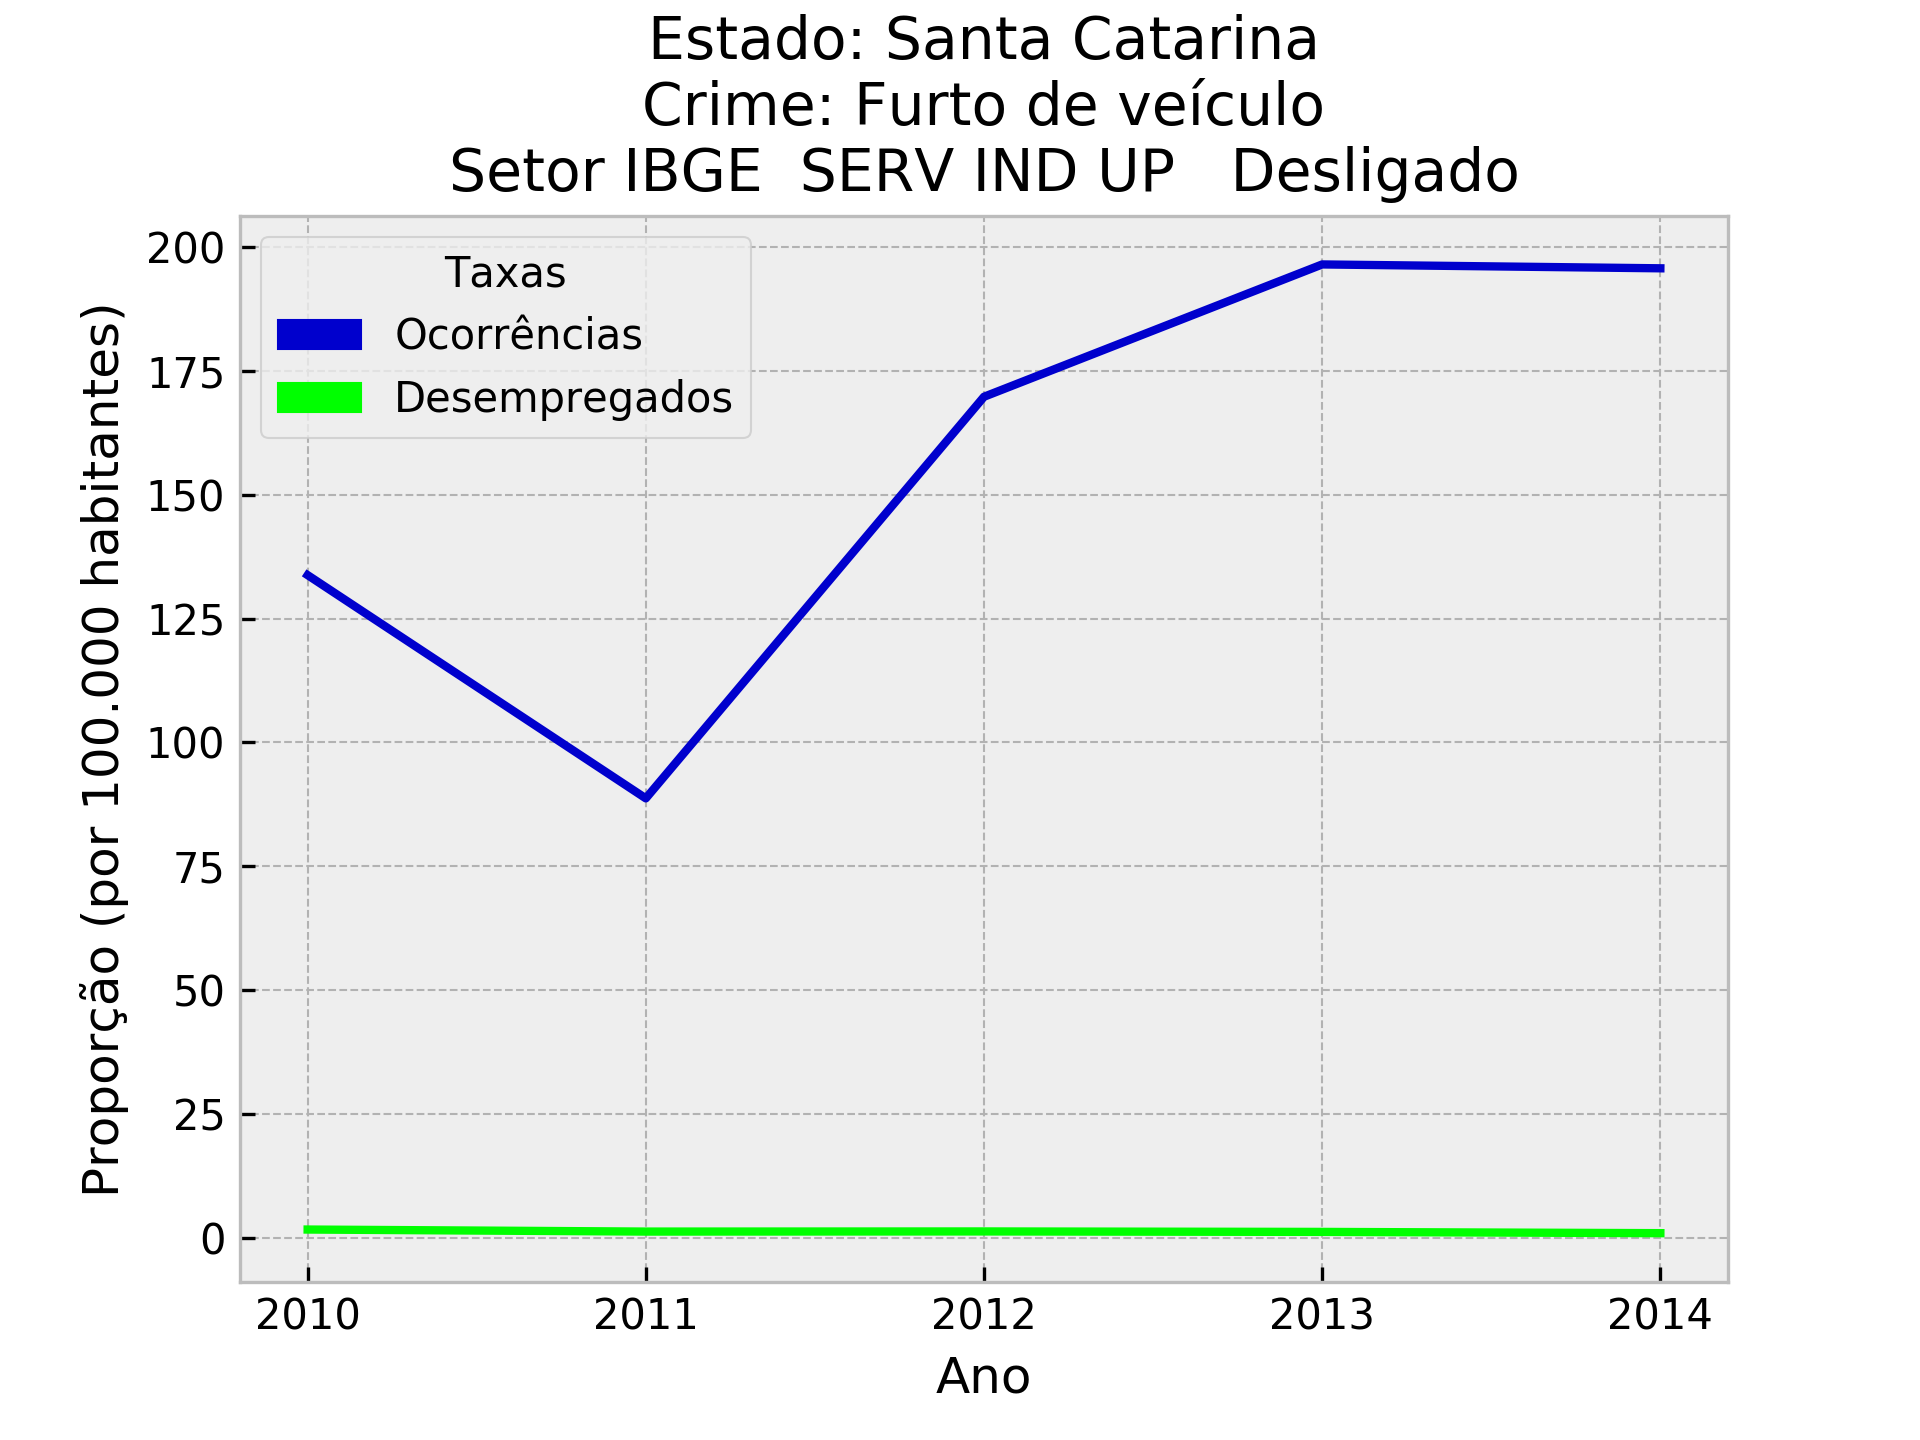 Estado: Santa Catarina
Crime: Furto de veículo
Setor IBGE  SERV IND UP   Desligado
Taxas
Ocorrências
Desempregados
Proporção (por 100.000 habitantes)
200
175
150
125
100
75
50
25
0
2010 2011 2012 2013 2014
Ano